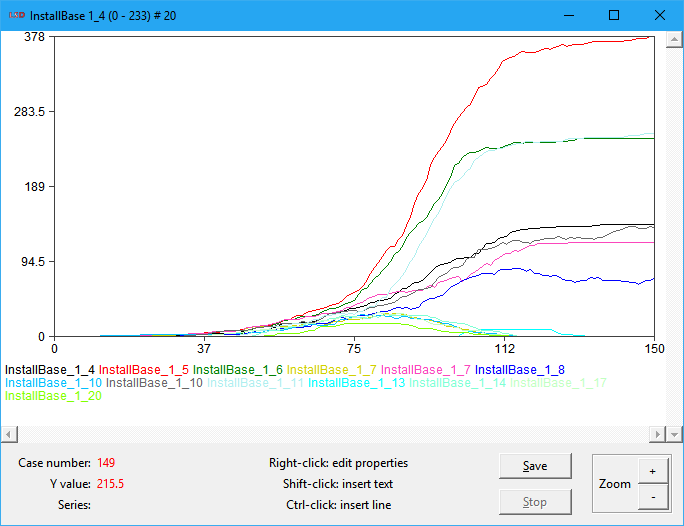 LSD InstallBase 1_4 (0 - 233) # 20
378
283.5
189
94.5
0
0 37 75 112 150
InstallBase_1_4 InstallBase_1_5 InstallBase_1_6 InstallBase_1_7 InstallBase_1_7 InstallBase_1_8
InstallBase_1_10 InstallBase_1_10 InstallBase_1_11 InstallBase_1_13 InstallBase_1_14 InstallBase_1_17
InstallBase_1_20
Case number: 149 Right-click: edit properties Save
Y value: 215.5 Shift-click: insert text Zoom + -
Series: Ctrl-click: insert line Stop